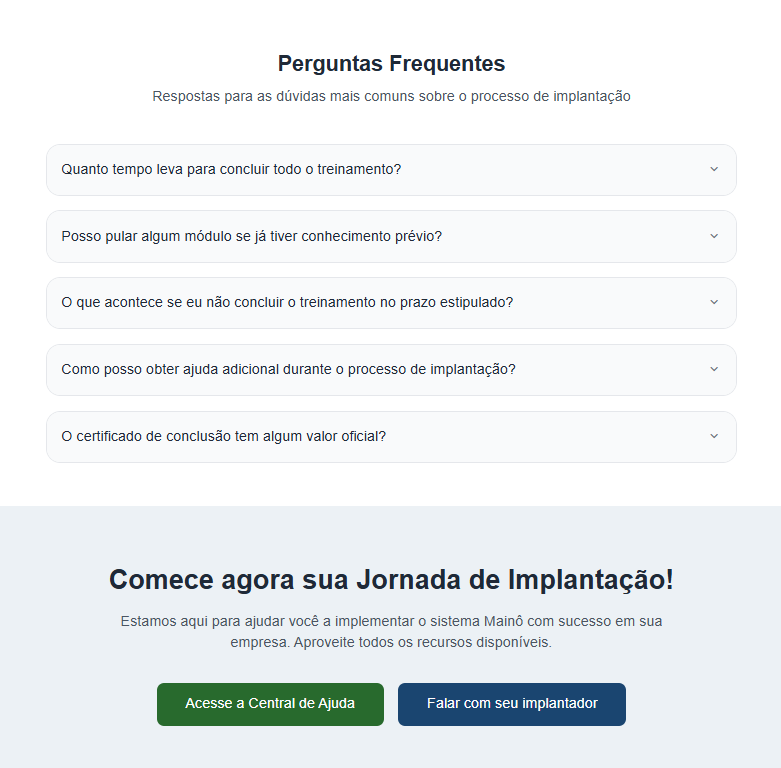 Perguntas Frequentes
Respostas para as dúvidas mais comuns sobre o processo de implantação
Quanto tempo leva para concluir todo o treinamento?
Posso pular algum módulo se já tiver conhecimento prévio?
O que acontece se eu não concluir o treinamento no prazo estipulado?
Como posso obter ajuda adicional durante o processo de implantação?
O certificado de conclusão tem algum valor oficial?
Comece agora sua Jornada de Implantação!
Estamos aqui para ajudar você a implementar o sistema Mainô com sucesso em sua
empresa. Aproveite todos os recursos disponíveis.
Acesse a Central de Ajuda
Falar com seu implantador